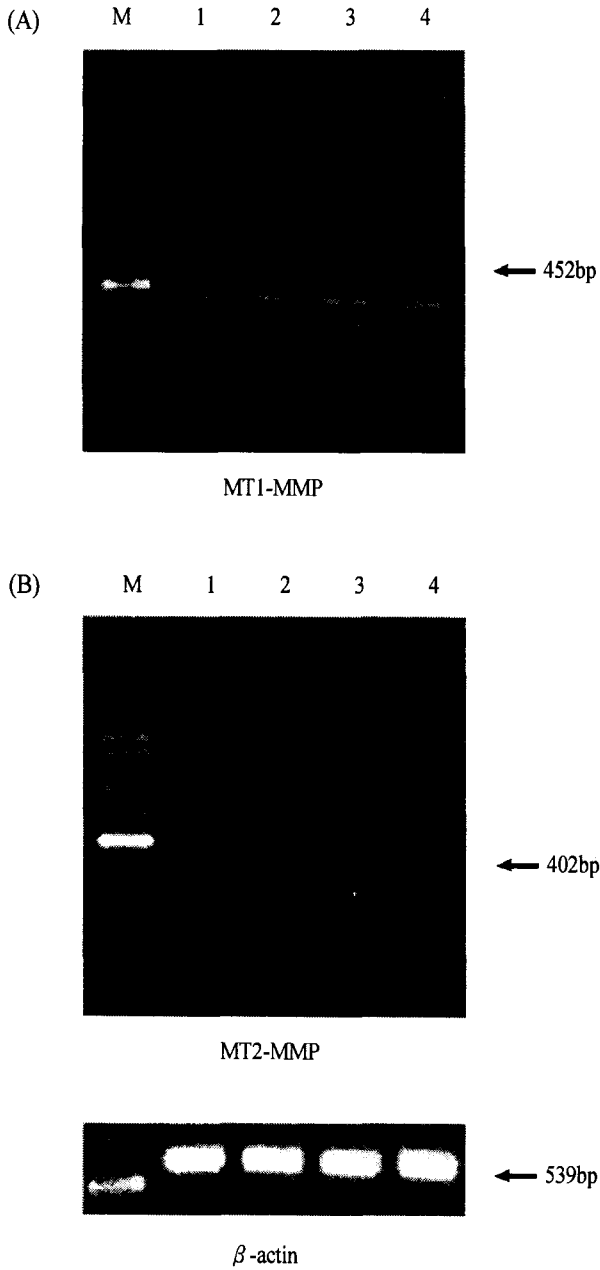 (A) M 1 2 3 4
452bp
MT1-MMP
(B) M 1 2 3 4
402bp
MT2-MMP
539bp
β-actin